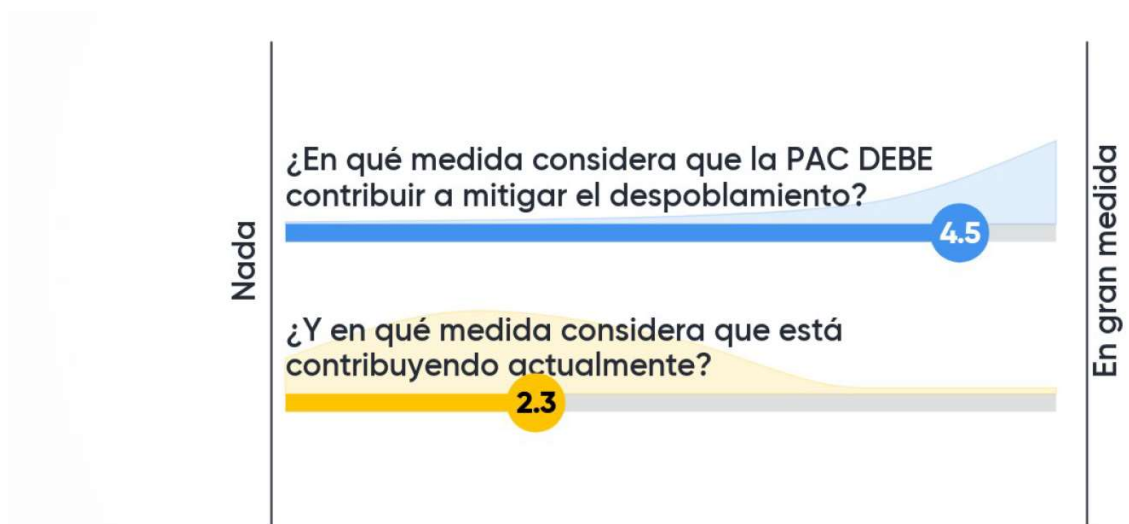 ¿En qué medida considera que la PAC DEBE
contribuir a mitigar el despoblamiento?
4.5
Nada
En gran medida
¿Y en qué medida considera que está
contribuyendo actualmente?
2.3